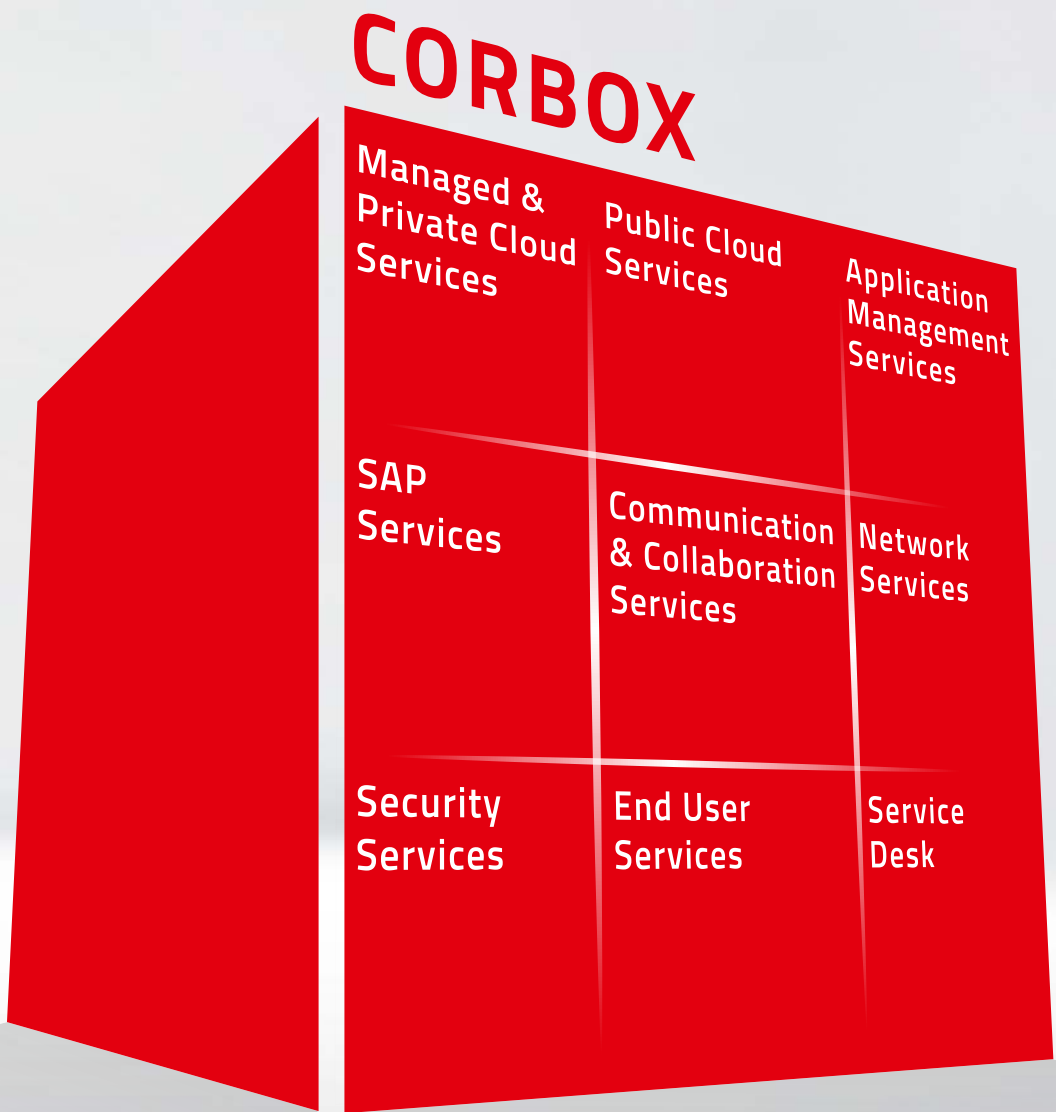 CORBOX
Managed &
Private Cloud
Services
Public Cloud
Services
Application
Management
Services
SAP
Services
Communication
& Collaboration
Services
Network
Services
Security
Services
End User
Services
Service
Desk